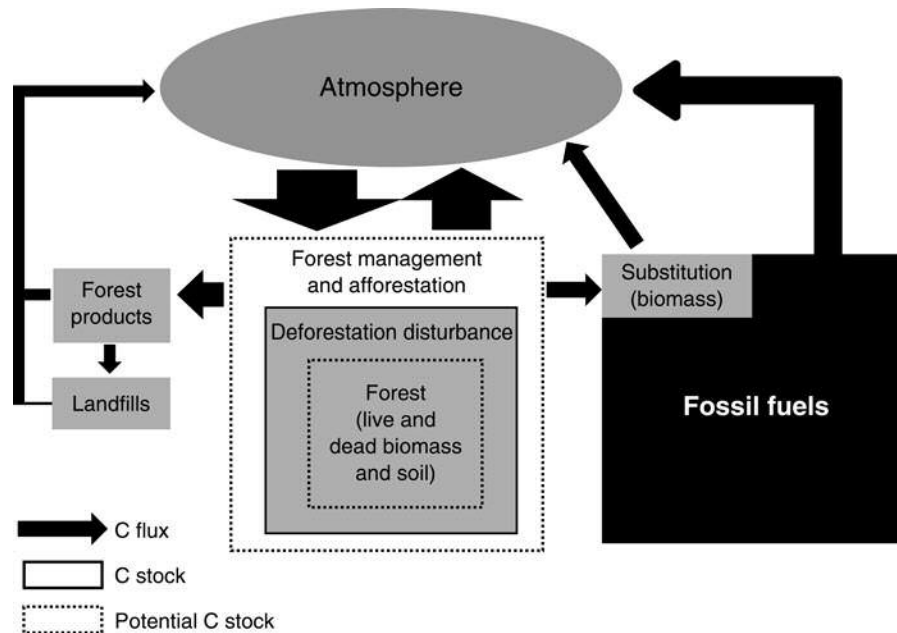 Atmosphere
Forest management
and afforestation
Substitution
(biomass)
Forest
products
Deforestation disturbance
Landfills
Forest
(live and
dead biomass
and soil)
Fossil fuels
C flux
C stock
Potential C stock